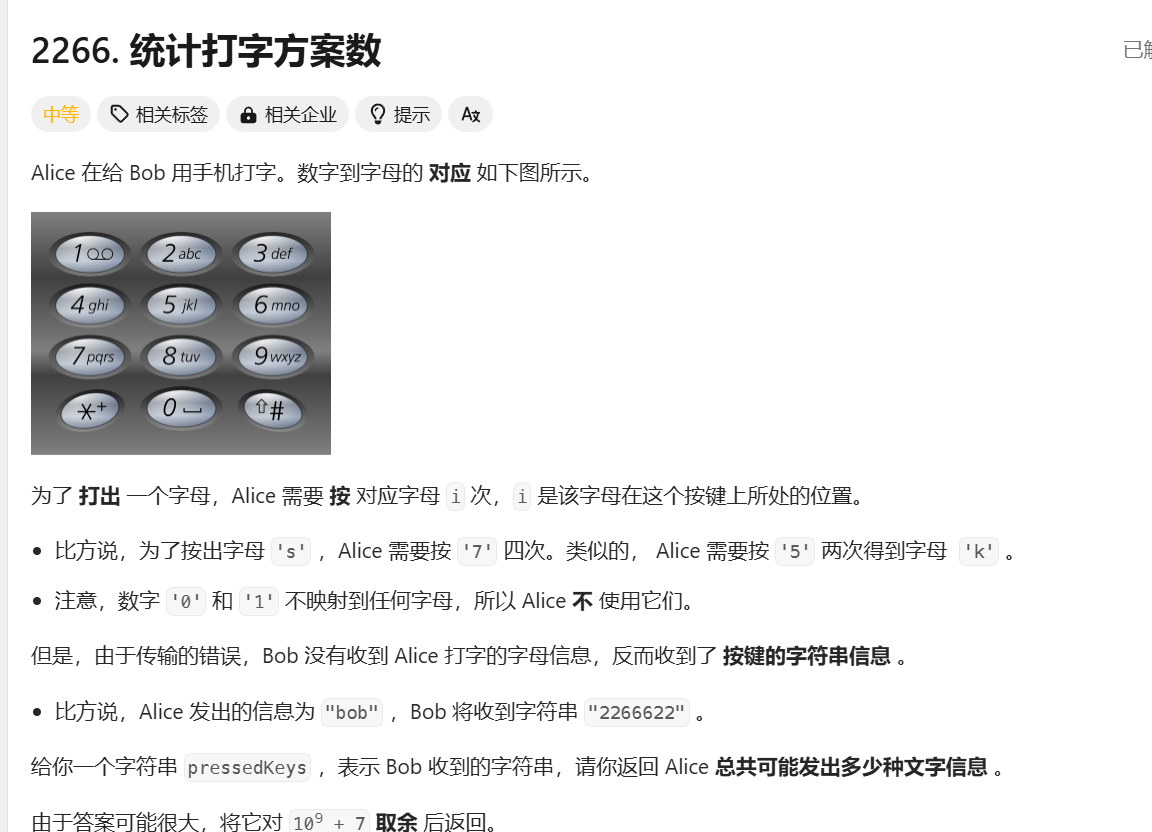 2266. 统计打字方案数
已解
中等 相关标签 相关企业 提示
Alice 在给 Bob 用手机打字。数字到字母的 对应 如下图所示。
1 2 abc 3 def
4 ghi 5 jkl 6 mno
7 pqrs 8 tuv 9 wxyz
*+ 0 ⇧#
为了 打出 一个字母，Alice 需要 按 对应字母 i 次，i 是该字母在这个按键上所处的位置。
• 比方说，为了按出字母 's' ，Alice 需要按 '7' 四次。类似的， Alice 需要按 '5' 两次得到字母 'k' 。
• 注意，数字 '0' 和 '1' 不映射到任何字母，所以 Alice 不 使用它们。
但是，由于传输的错误，Bob 没有收到 Alice 打字的字母信息，反而收到了 按键的字符串信息 。
• 比方说，Alice 发出的信息为 "bob" ，Bob 将收到字符串 "2266622" 。
给你一个字符串 pressedKeys ，表示 Bob 收到的字符串，请你返回 Alice 总共可能发出多少种文字信息 。
由于答案可能很大，将它对 10⁹ + 7 取余 后返回。